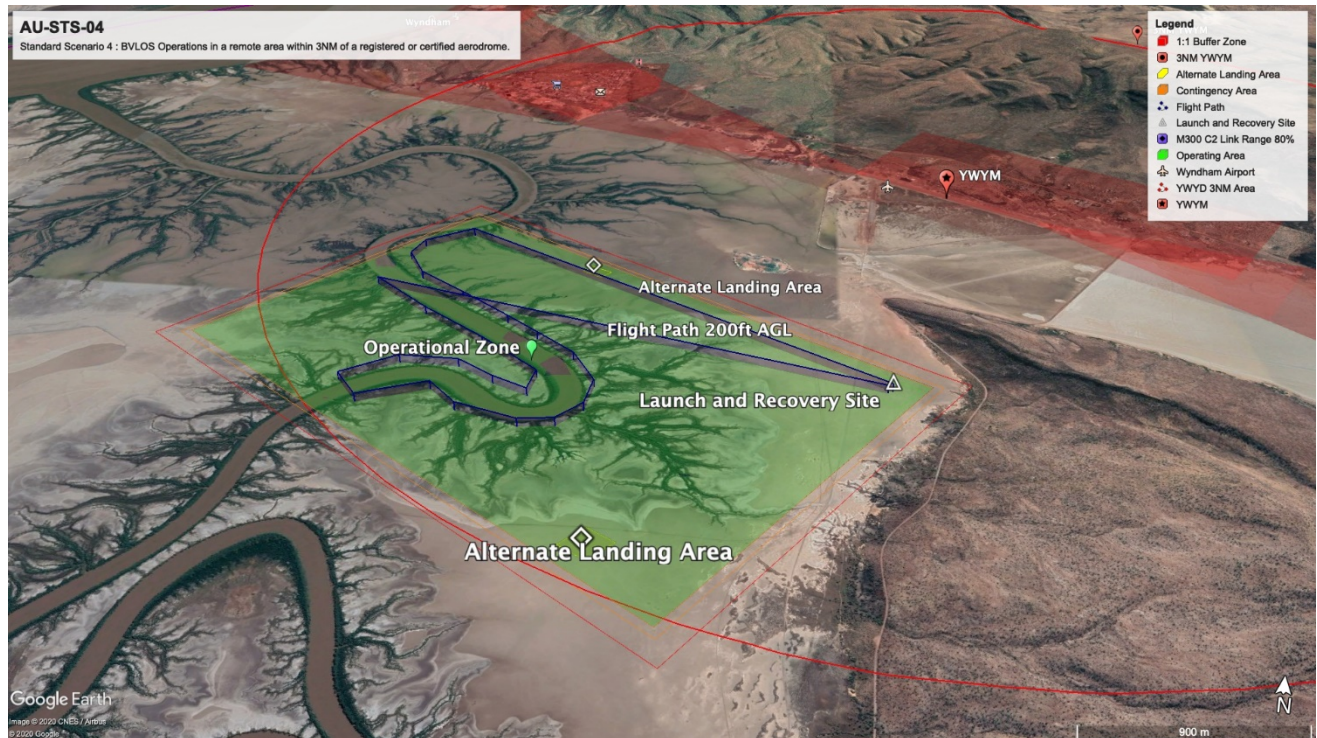 AU-STS-04
Standard Scenario 4 : BVLOS Operations in a remote area within 3NM of a registered or certified aerodrome.
Wyndham
Legend
1:1 Buffer Zone
3NM YWYM
Alternate Landing Area
Contingency Area
Flight Path
Launch and Recovery Site
M300 C2 Link Range 80%
Operating Area
Wyndham Airport
YWYD 3NM Area
YWYM
YWYM
Alternate Landing Area
Flight Path 200ft AGL
Operational Zone
Launch and Recovery Site
Alternate Landing Area
Google Earth
Image © 2020 CNES / Airbus
© 2020 Google
N
900 m